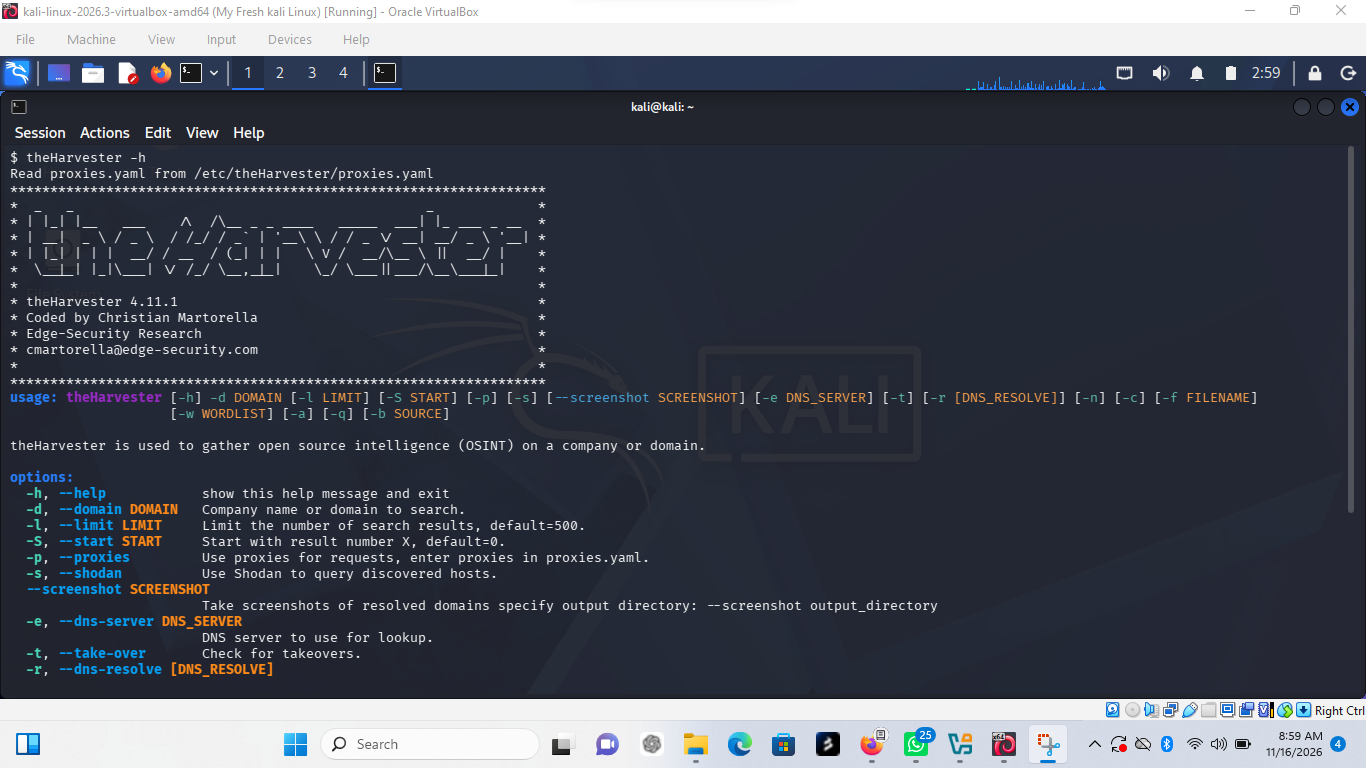 kali-linux-2026.3-virtualbox-amd64 (My Fresh kali Linux) [Running] - Oracle VirtualBox
File Machine View Input Devices Help
1 2 3 4 2:59
kali@kali: ~
Session Actions Edit View Help
$ theHarvester -h
Read proxies.yaml from /etc/theHarvester/proxies.yaml
*******************************************************************
theHarvester
* theHarvester 4.11.1 *
* Coded by Christian Martorella *
* Edge-Security Research *
* cmartorella@edge-security.com *
* *
*******************************************************************
usage: theHarvester [-h] -d DOMAIN [-l LIMIT] [-S START] [-p] [-s] [--screenshot SCREENSHOT] [-e DNS_SERVER] [-t] [-r [DNS_RESOLVE]] [-n] [-c] [-f FILENAME]
[-w WORDLIST] [-a] [-q] [-b SOURCE]
theHarvester is used to gather open source intelligence (OSINT) on a company or domain.
options:
-h, --help show this help message and exit
-d, --domain DOMAIN Company name or domain to search.
-l, --limit LIMIT Limit the number of search results, default=500.
-S, --start START Start with result number X, default=0.
-p, --proxies Use proxies for requests, enter proxies in proxies.yaml.
-s, --shodan Use Shodan to query discovered hosts.
--screenshot SCREENSHOT
Take screenshots of resolved domains specify output directory: --screenshot output_directory
-e, --dns-server DNS_SERVER
DNS server to use for lookup.
-t, --take-over Check for takeovers.
-r, --dns-resolve [DNS_RESOLVE]
KALI
Right Ctrl
Search
25
8:59 AM
11/16/2026
4